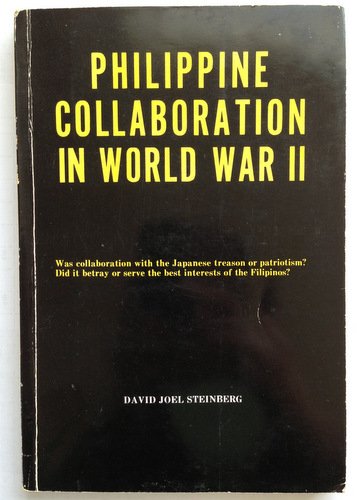 PHILIPPINE
COLLABORATION
IN WORLD WAR II
Was collaboration with the Japanese treason or patriotism?
Did it betray or serve the best interests of the Filipinos?
DAVID JOEL STEINBERG